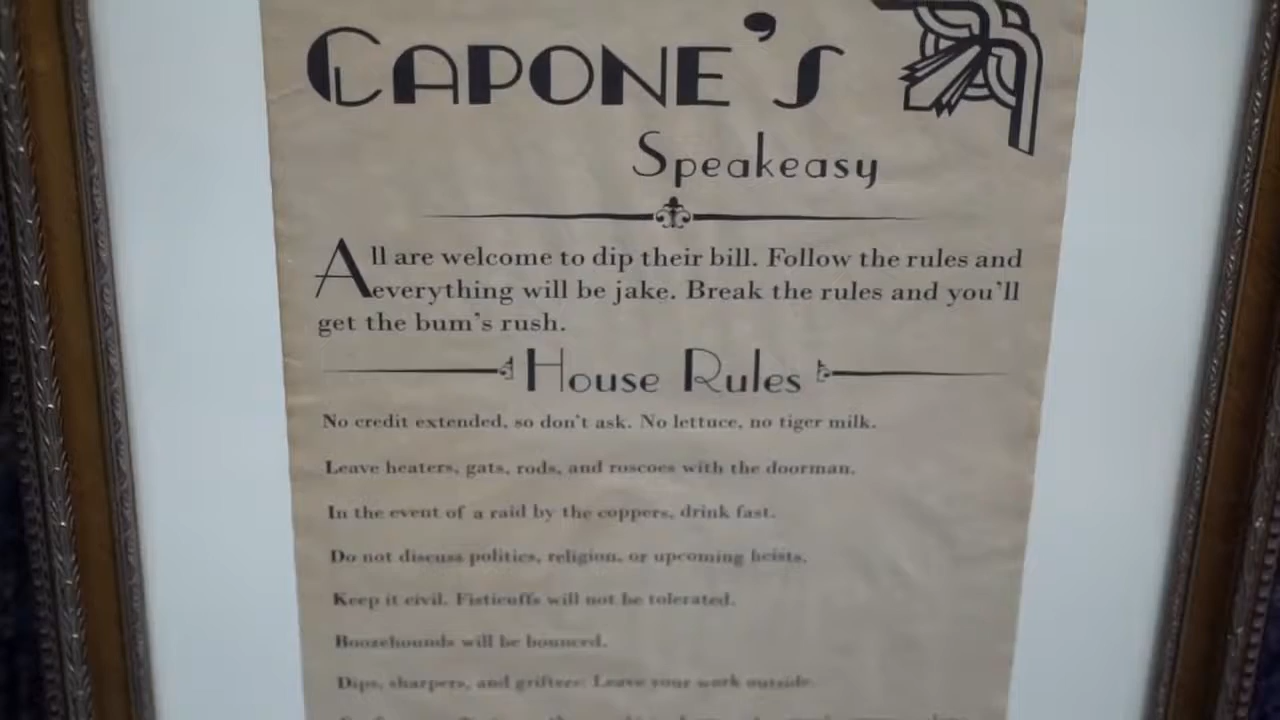 CAPONE'S
Speakeasy
All are welcome to dip their bill. Follow the rules and
everything will be jake. Break the rules and you'll
get the bum's rush.
House Rules
No credit extended, so don't ask. No lettuce, no tiger milk.
Leave heaters, gats, rods, and roscoes with the doorman.
In the event of a raid by the coppers, drink fast.
Do not discuss politics, religion, or upcoming heists.
Keep it civil. Fisticuffs will not be tolerated.
Boozehounds will be bounced.
Dips, sharpers, and grifters: Leave your work outside.